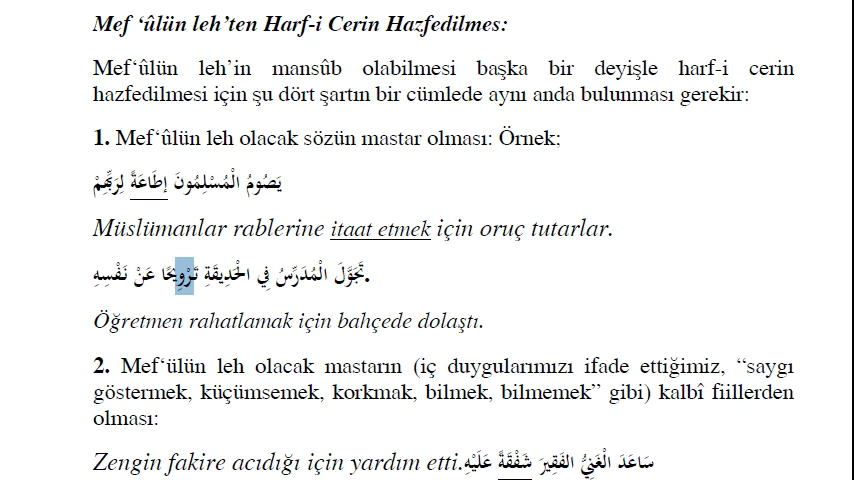 Mef ‘ûlün leh’ten Harf-i Cerin Hazfedilmes:
Mef‘ûlün leh’in mansûb olabilmesi başka bir deyişle harf-i cerin
hazfedilmesi için şu dört şartın bir cümlede aynı anda bulunması gerekir:
1. Mef‘ûlün leh olacak sözün mastar olması: Örnek;
يَصُومُ الْمُسْلِمُونَ إطَاعَةً لِرَبِّهِمْ
Müslümanlar rablerine itaat etmek için oruç tutarlar.
تَجَوَّلَ الْمُدَرِّسُ فِي الْحَدِيقَةِ تَرْوِيحًا عَنْ نَفْسِهِ.
Öğretmen rahatlamak için bahçede dolaştı.
2. Mef‘ülün leh olacak mastarın (iç duygularımızı ifade ettiğimiz, “saygı
göstermek, küçümsemek, korkmak, bilmek, bilmemek” gibi) kalbî fiillerden
olması:
Zengin fakire acıdığı için yardım etti. سَاعَدَ الْغَنِيُّ الفَقِيرَ شَفْقَةً عَلَيْهِ